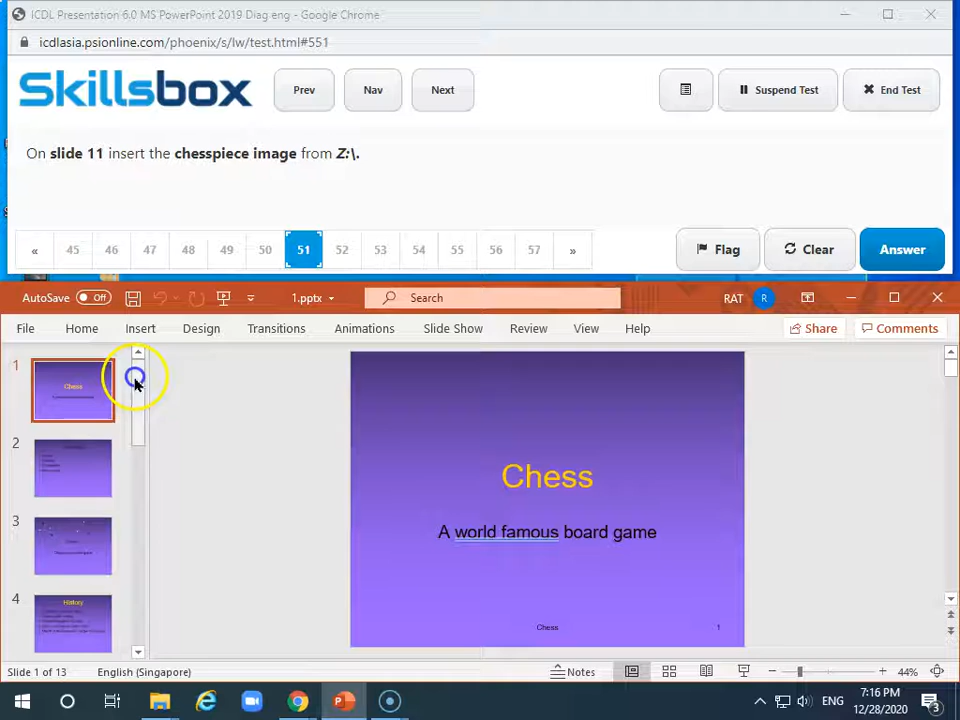 ICDL Presentation 6.0 MS PowerPoint 2019 Diag eng - Google Chrome
icdlasia.psionline.com/phoenix/s/lw/test.html#551
Skillsbox
Prev
Nav
Next
Suspend Test
End Test
On slide 11 insert the chesspiece image from Z:\.
« 45 46 47 48 49 50 51 52 53 54 55 56 57 »
Flag
Clear
Answer
AutoSave Off
1.pptx
Search
RAT R
File Home Insert Design Transitions Animations Slide Show Review View Help
Share
Comments
1
Chess
2
3
4
History
Chess
A world famous board game
Chess
1
Slide 1 of 13
English (Singapore)
Notes
44%
ENG
7:16 PM
12/28/2020
3